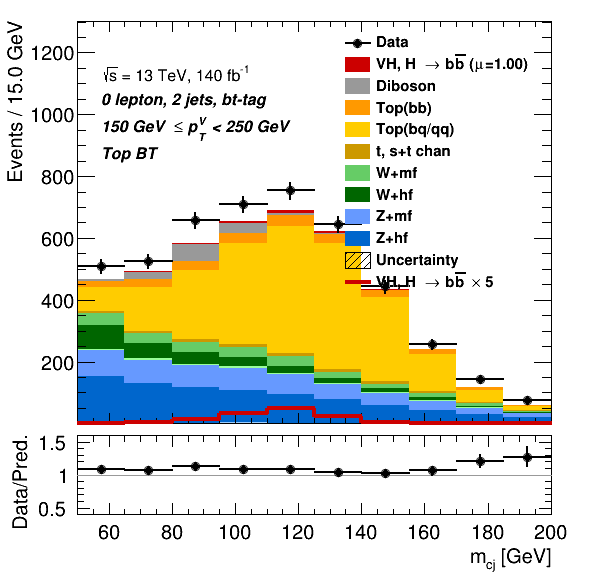 Events / 15.0 GeV
1200
1000
800
600
400
200
√s = 13 TeV, 140 fb⁻¹
0 lepton, 2 jets, bt-tag
150 GeV ≤ p_T^V < 250 GeV
Top BT
Data
VH, H → bb̅ (μ=1.00)
Diboson
Top(bb)
Top(bq/qq)
t, s+t chan
W+mf
W+hf
Z+mf
Z+hf
Uncertainty
VH, H → bb̅ × 5
Data/Pred.
1.5
1
0.5
60 80 100 120 140 160 180 200
m_cj [GeV]